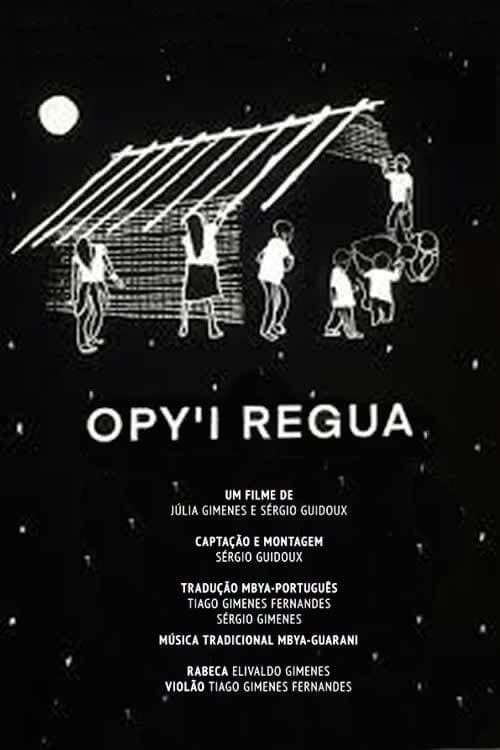 OPY'I REGUA
UM FILME DE
JÚLIA GIMENES E SÉRGIO GUIDOUX
CAPTAÇÃO E MONTAGEM
SÉRGIO GUIDOUX
TRADUÇÃO MBYA-PORTUGUÊS
TIAGO GIMENES FERNANDES
SÉRGIO GIMENES
MÚSICA TRADICIONAL MBYA-GUARANI
RABECA ELIVALDO GIMENES
VIOLÃO TIAGO GIMENES FERNANDES